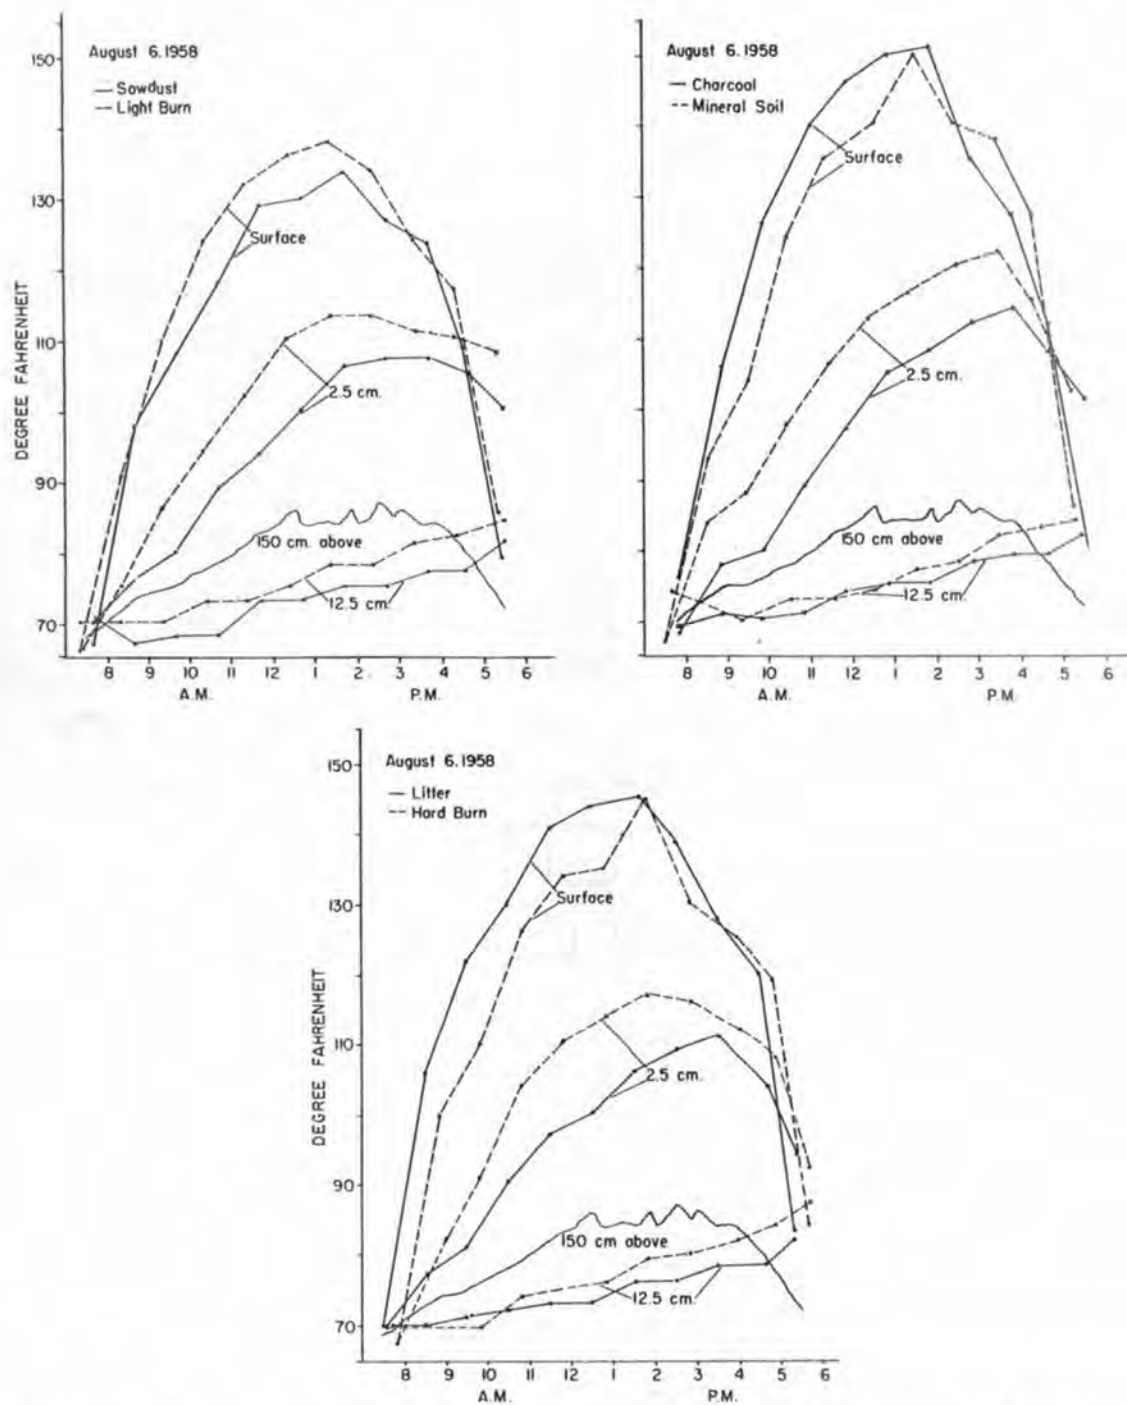 August 6.1958
— Sawdust
--- Light Burn
150
130
110
90
70
DEGREE FAHRENHEIT
Surface
2.5 cm.
150 cm. above
12.5 cm.
8 9 10 11 12 1 2 3 4 5 6
A.M. P.M.
August 6.1958
— Charcoal
--- Mineral Soil
Surface
2.5 cm.
150 cm above
12.5 cm.
8 9 10 11 12 1 2 3 4 5 6
A.M. P.M.
August 6.1958
— Litter
--- Hard Burn
150
130
110
90
70
DEGREE FAHRENHEIT
Surface
2.5 cm.
150 cm above
12.5 cm.
8 9 10 11 12 1 2 3 4 5 6
A.M. P.M.